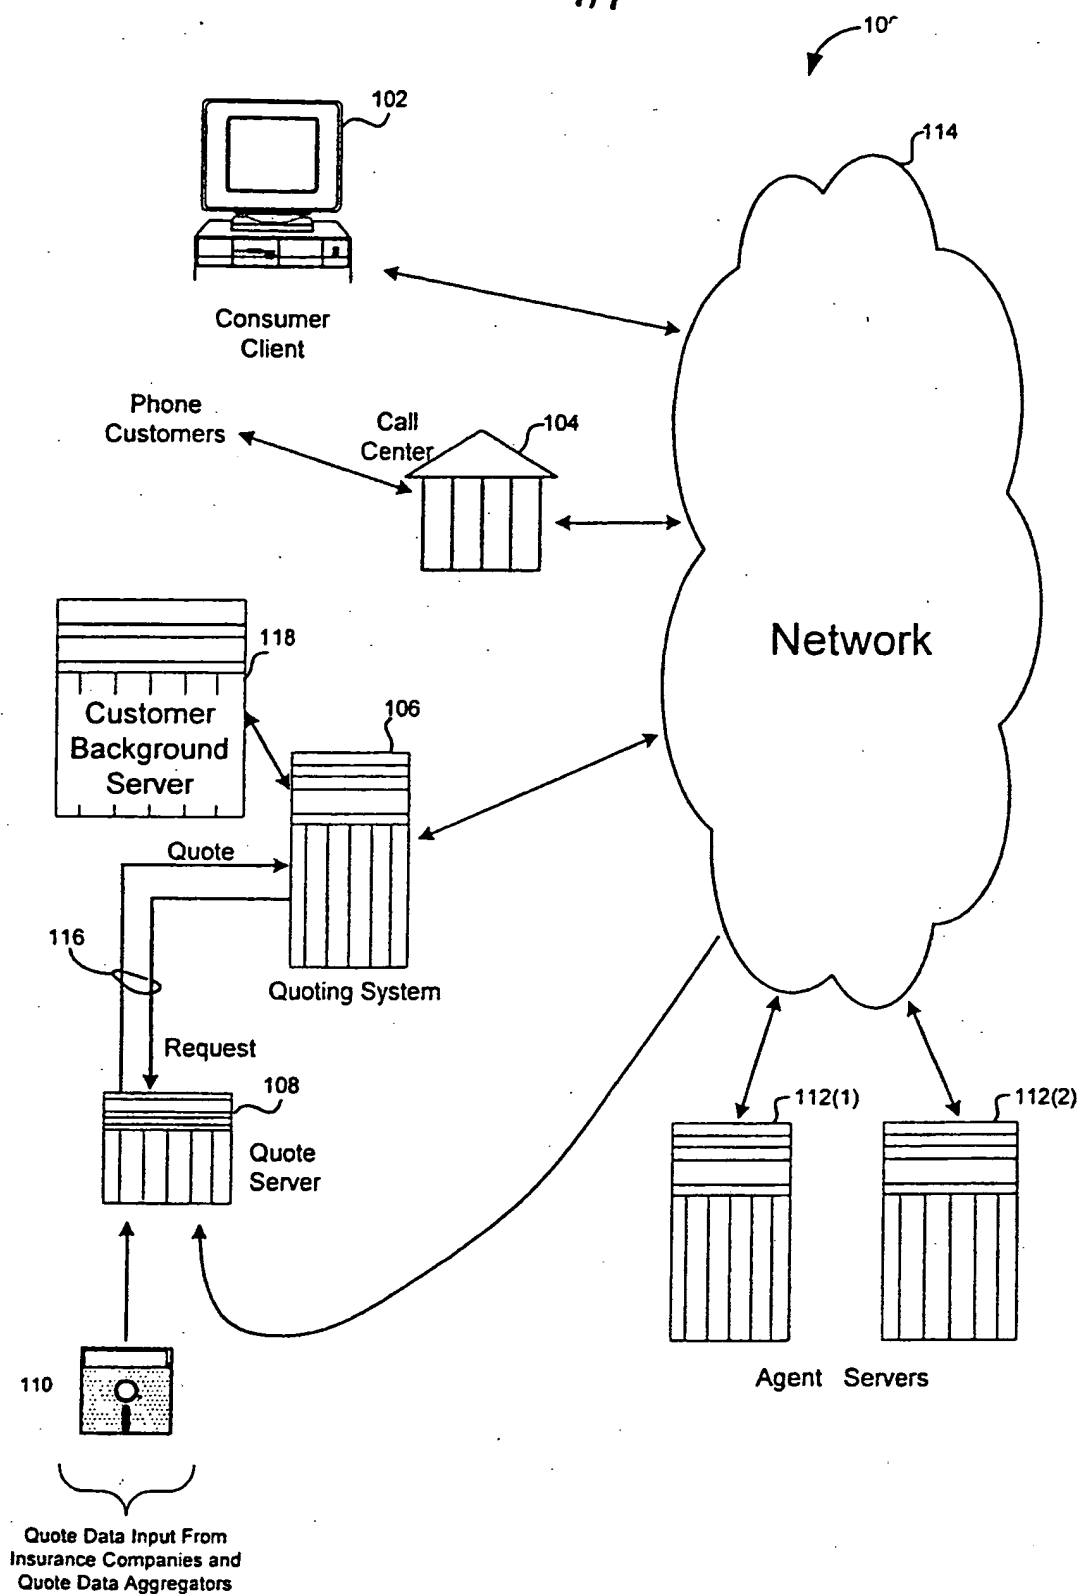 102
114
Consumer
Client
Phone
Customers
Call
Center
104
Network
118
Customer
Background
Server
106
Quote
116
Quoting System
Request
108
Quote
Server
112(1)
112(2)
110
Agent Servers
Quote Data Input From
Insurance Companies and
Quote Data Aggregators